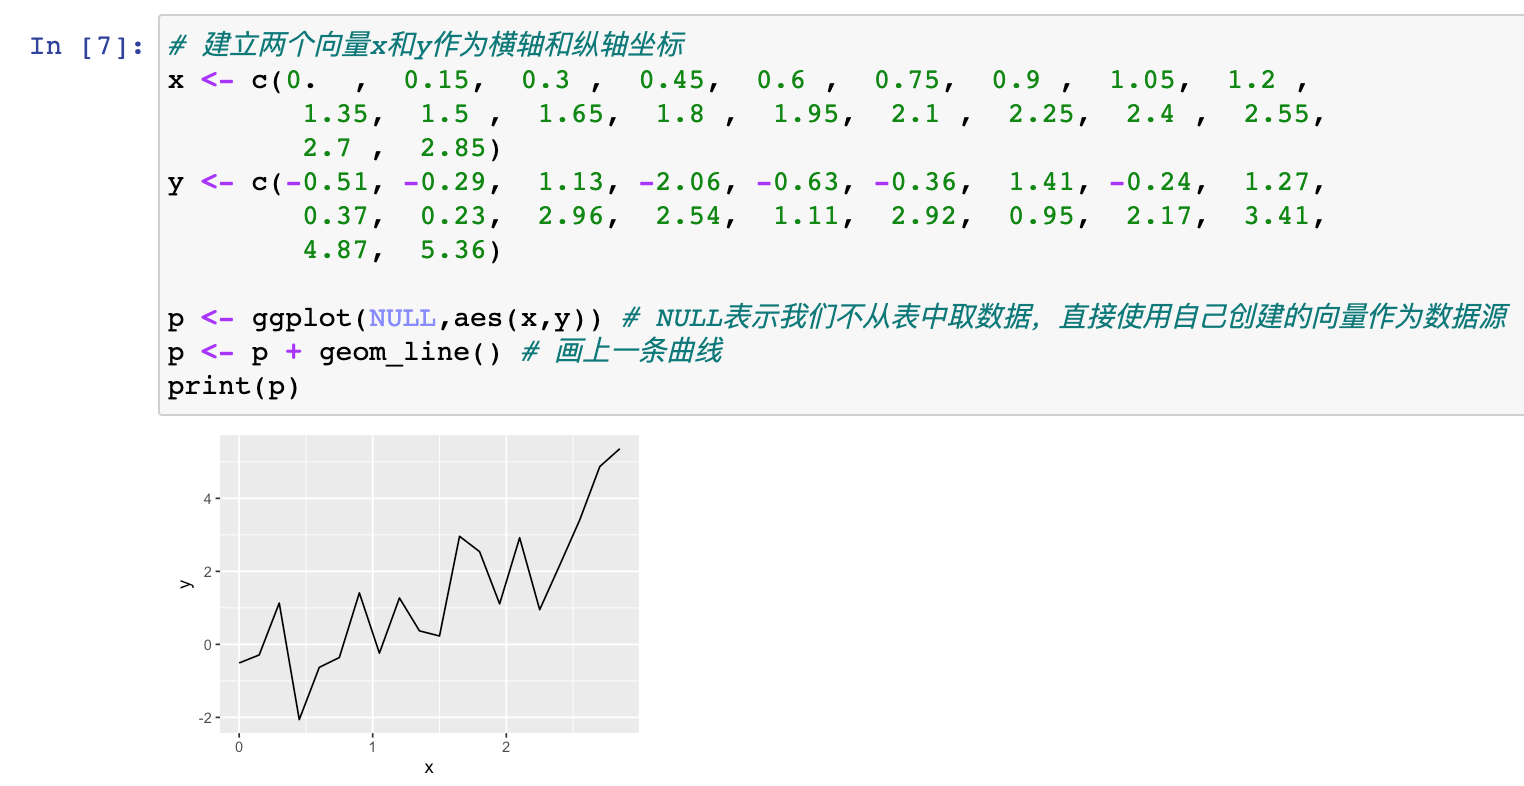 In [7]:
# 建立两个向量x和y作为横轴和纵轴坐标
x <- c(0.  ,  0.15,  0.3 ,  0.45,  0.6 ,  0.75,  0.9 ,  1.05,  1.2 ,
        1.35,  1.5 ,  1.65,  1.8 ,  1.95,  2.1 ,  2.25,  2.4 ,  2.55,
        2.7 ,  2.85)
y <- c(-0.51, -0.29,  1.13, -2.06, -0.63, -0.36,  1.41, -0.24,  1.27,
        0.37,  0.23,  2.96,  2.54,  1.11,  2.92,  0.95,  2.17,  3.41,
        4.87,  5.36)
p <- ggplot(NULL,aes(x,y)) # NULL表示我们不从表中取数据，直接使用自己创建的向量作为数据源
p <- p + geom_line() # 画上一条曲线
print(p)
4
2
0
-2
y
0 1 2
x